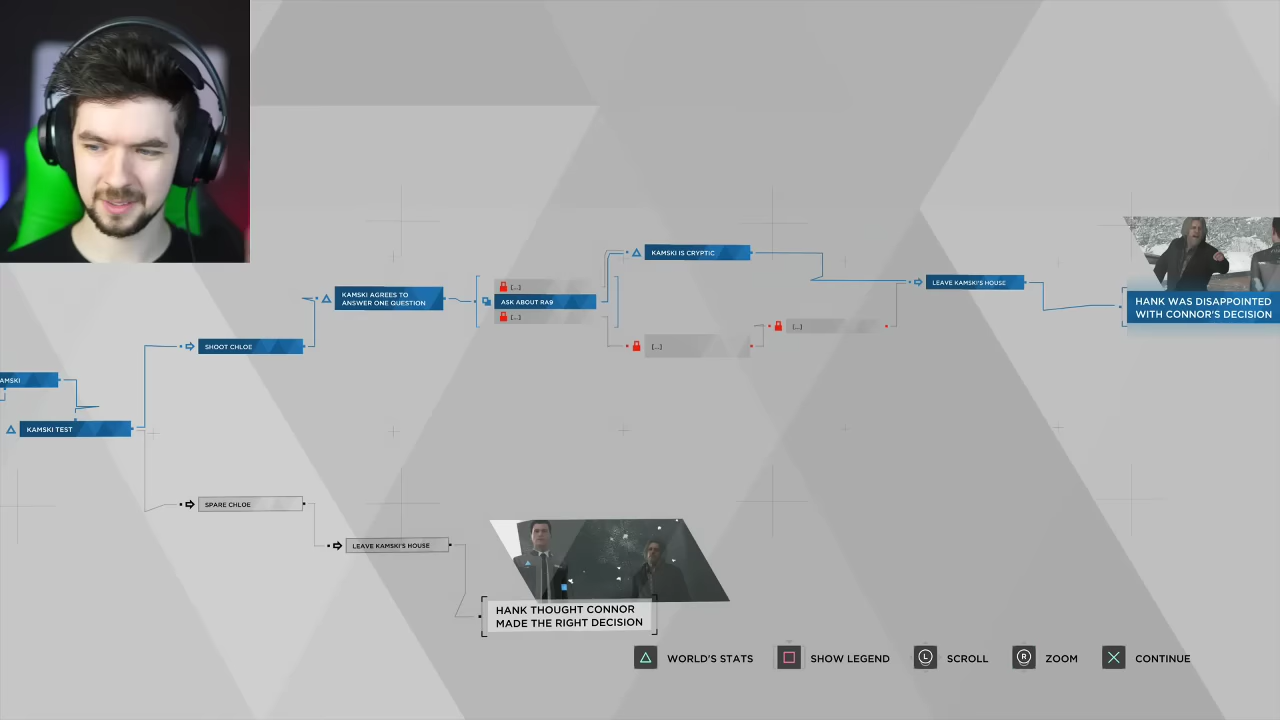 KAMSKI IS CRYPTIC
[...]
KAMSKI AGREES TO
ANSWER ONE QUESTION
ASK ABOUT RA9
[...]
LEAVE KAMSKI'S HOUSE
HANK WAS DISAPPOINTED
WITH CONNOR'S DECISION
[...]
[...]
SHOOT CHLOE
AMSKI
KAMSKI TEST
SPARE CHLOE
LEAVE KAMSKI'S HOUSE
HANK THOUGHT CONNOR
MADE THE RIGHT DECISION
WORLD'S STATS
SHOW LEGEND
L
SCROLL
R
ZOOM
CONTINUE